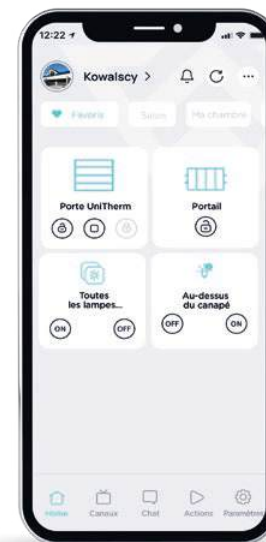 12:22
Kowalscy >
Favoris Salon Ma chambre
Porte UniTherm
Portail
Toutes
les lampes...
Au-dessus
du canapé
ON OFF
OFF ON
Home Canaux Chat Actions Paramètres